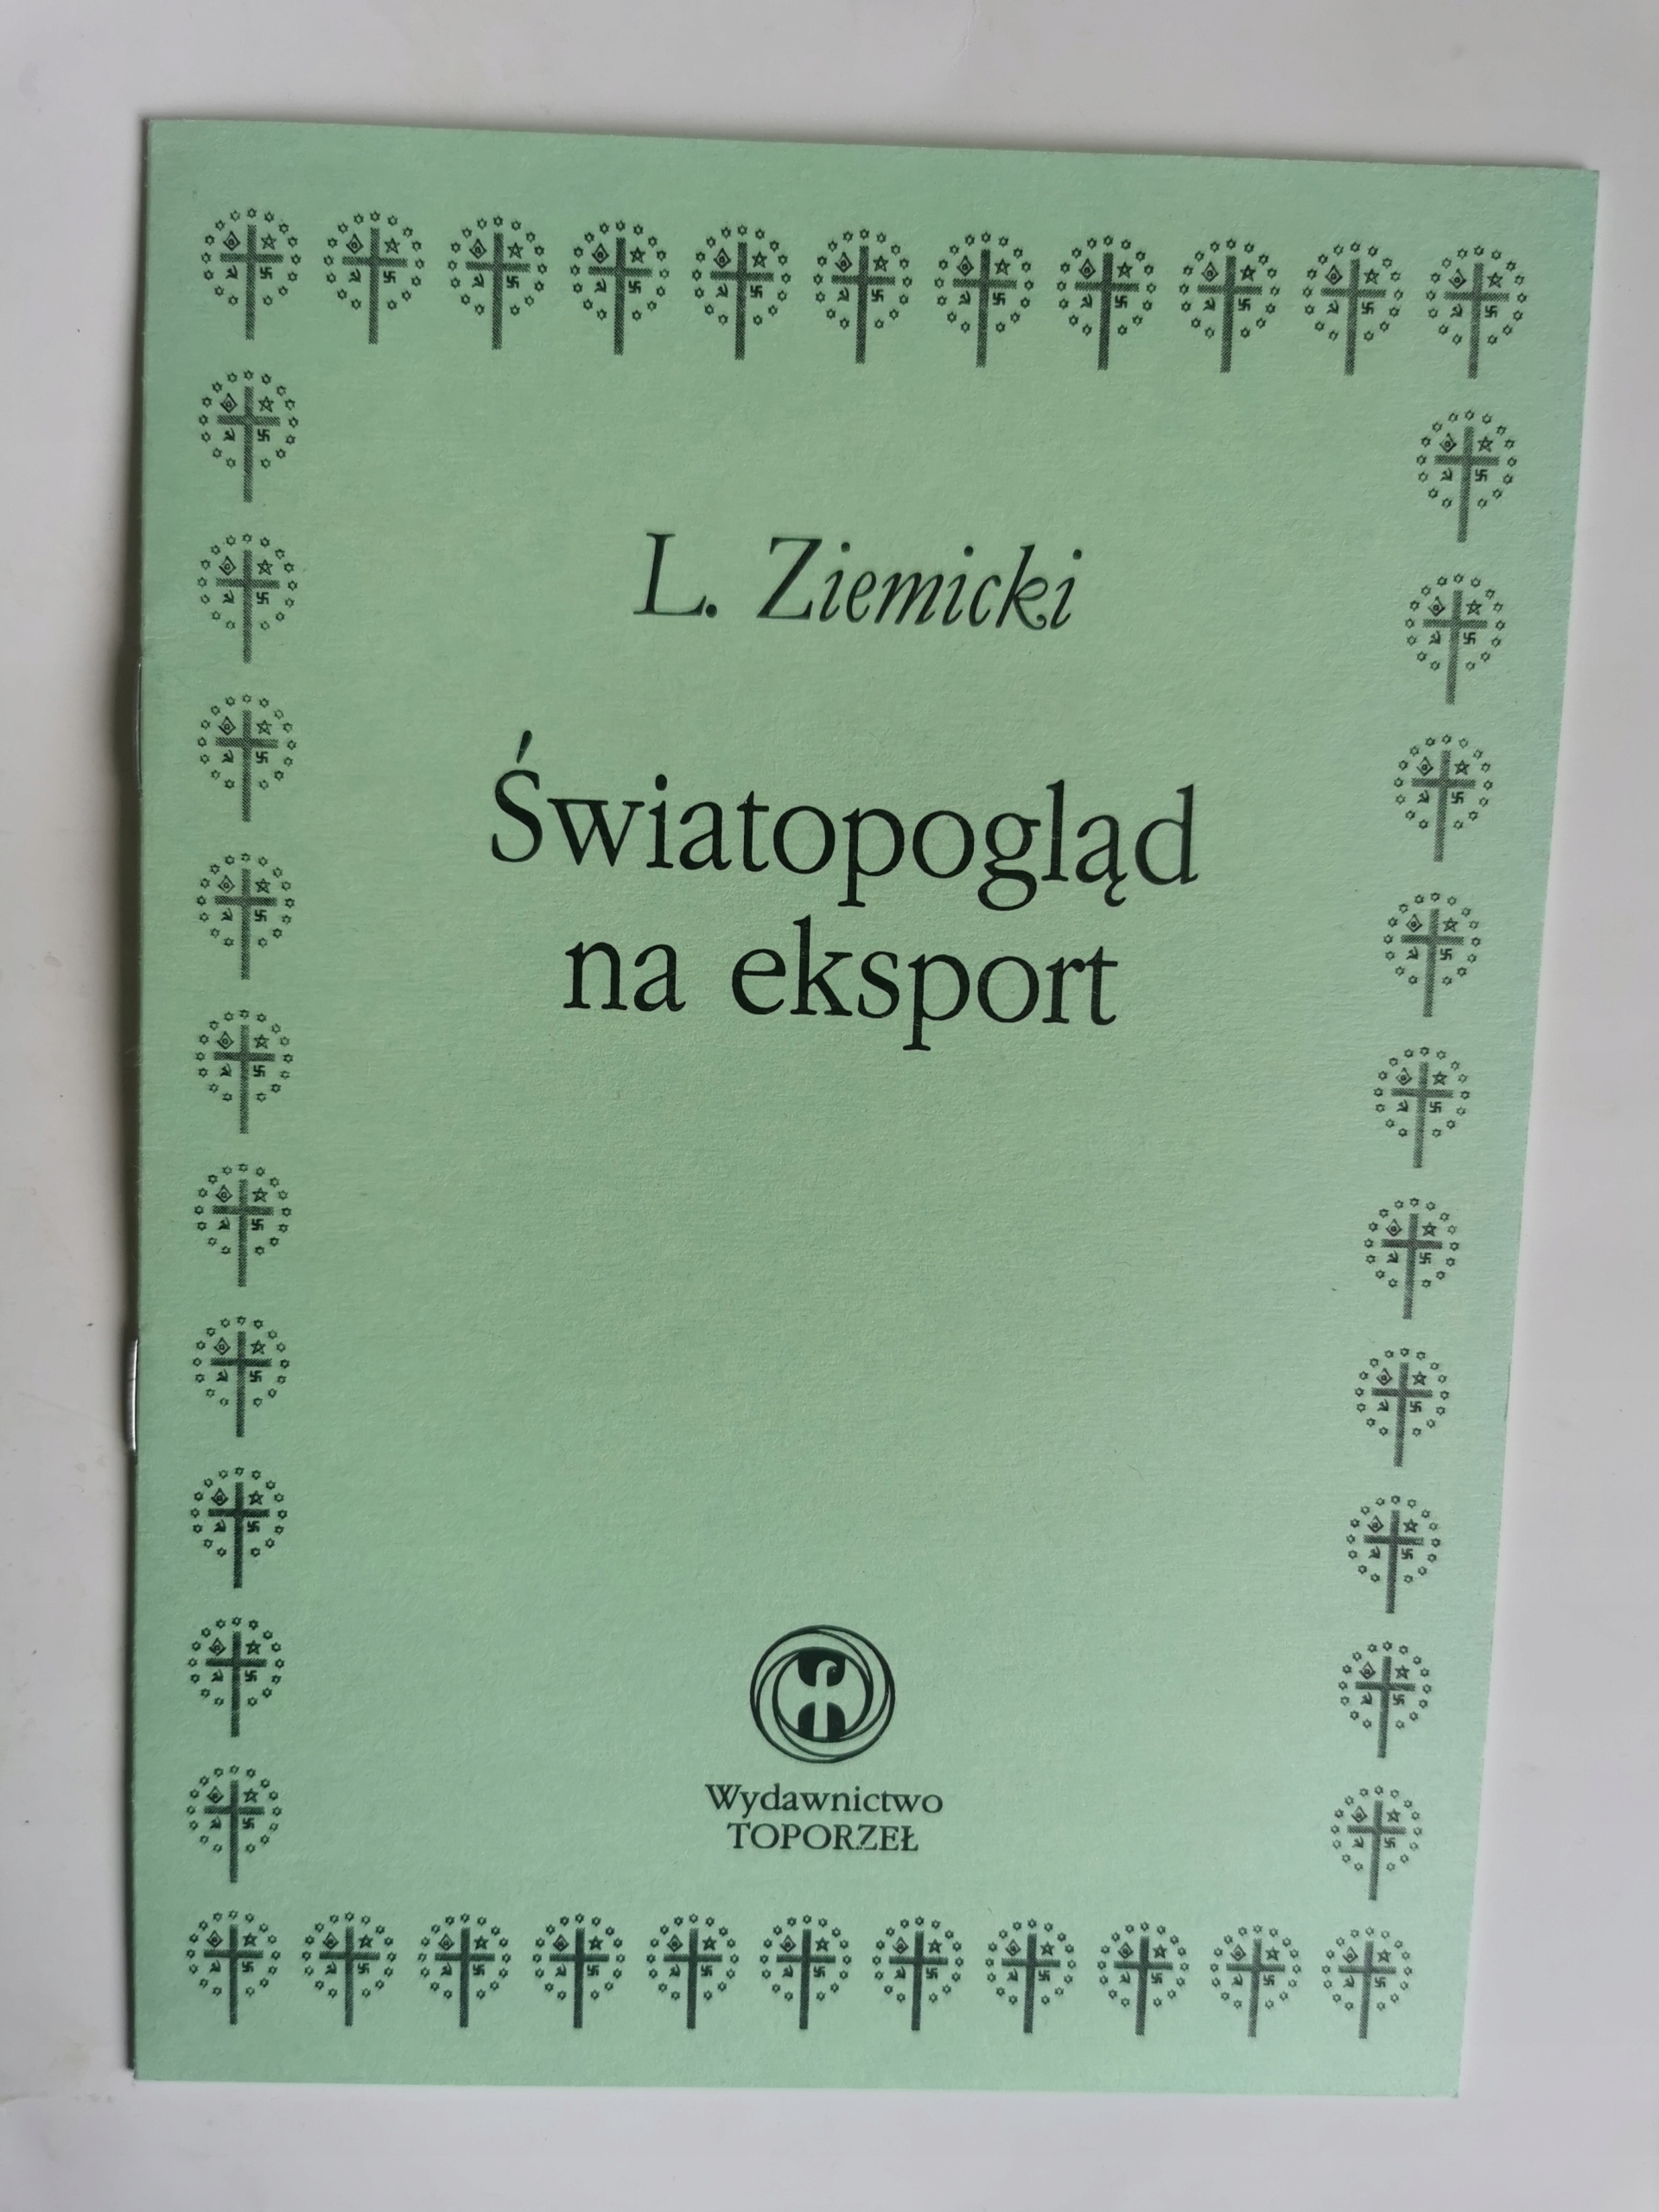 L. Ziemicki
Światopogląd
na eksport
Wydawnictwo
TOPORZEŁ